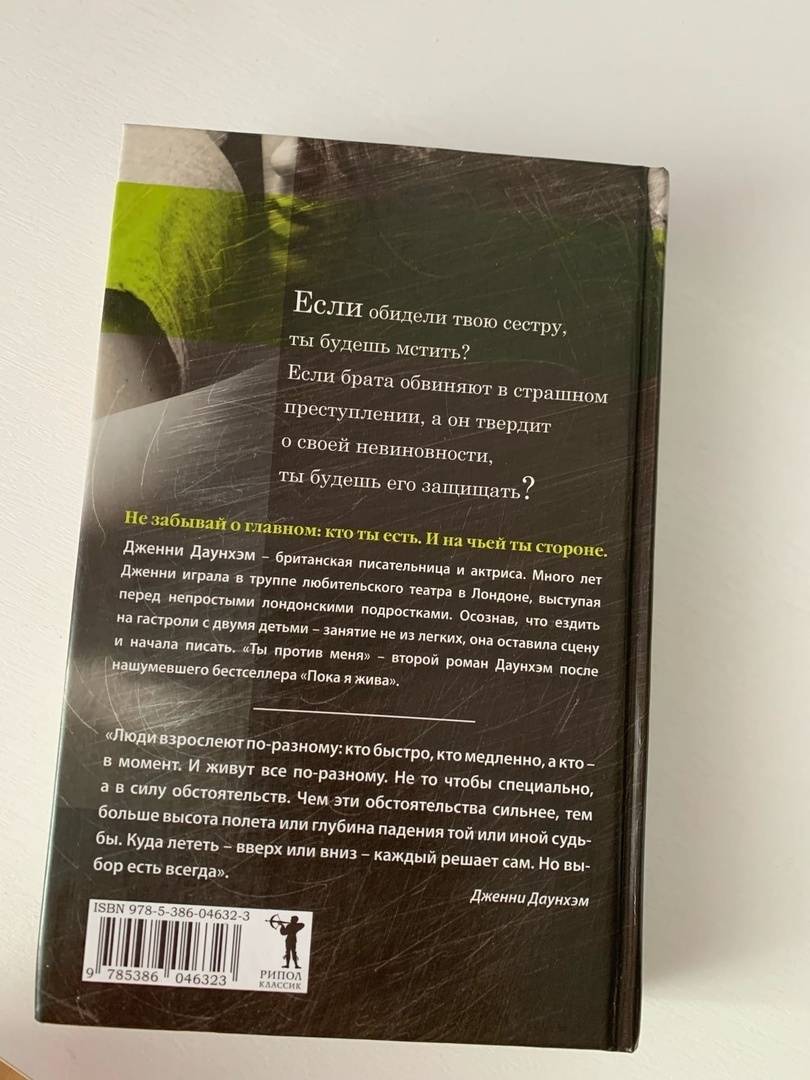 Если обидели твою сестру,
ты будешь мстить?
Если брата обвиняют в страшном
преступлении, а он твердит
о своей невиновности,
ты будешь его защищать?
Не забывай о главном: кто ты есть. И на чьей ты стороне.
Дженни Даунхэм – британская писательница и актриса. Много лет
Дженни играла в труппе любительского театра в Лондоне, выступая
перед непростыми лондонскими подростками. Осознав, что ездить
на гастроли с двумя детьми – занятие не из легких, она оставила сцену
и начала писать. «Ты против меня» – второй роман Даунхэм после
нашумевшего бестселлера «Пока я жива».
«Люди взрослеют по-разному: кто быстро, кто медленно, а кто –
в момент. И живут все по-разному. Не то чтобы специально,
а в силу обстоятельств. Чем эти обстоятельства сильнее, тем
больше высота полета или глубина падения той или иной судь-
бы. Куда лететь – вверх или вниз – каждый решает сам. Но вы-
бор есть всегда».
Дженни Даунхэм
ISBN 978-5-386-04632-3
9 785386 046323
РИПОЛ
КЛАССИК